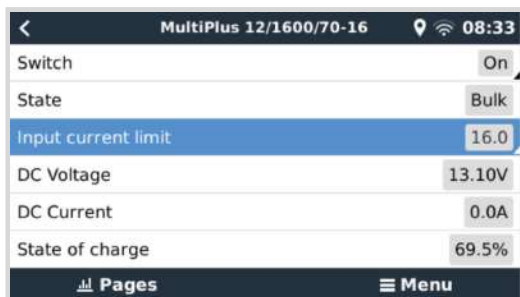 MultiPlus 12/1600/70-16 08:33
Switch On
State Bulk
Input current limit 16.0
DC Voltage 13.10V
DC Current 0.0A
State of charge 69.5%
Pages Menu